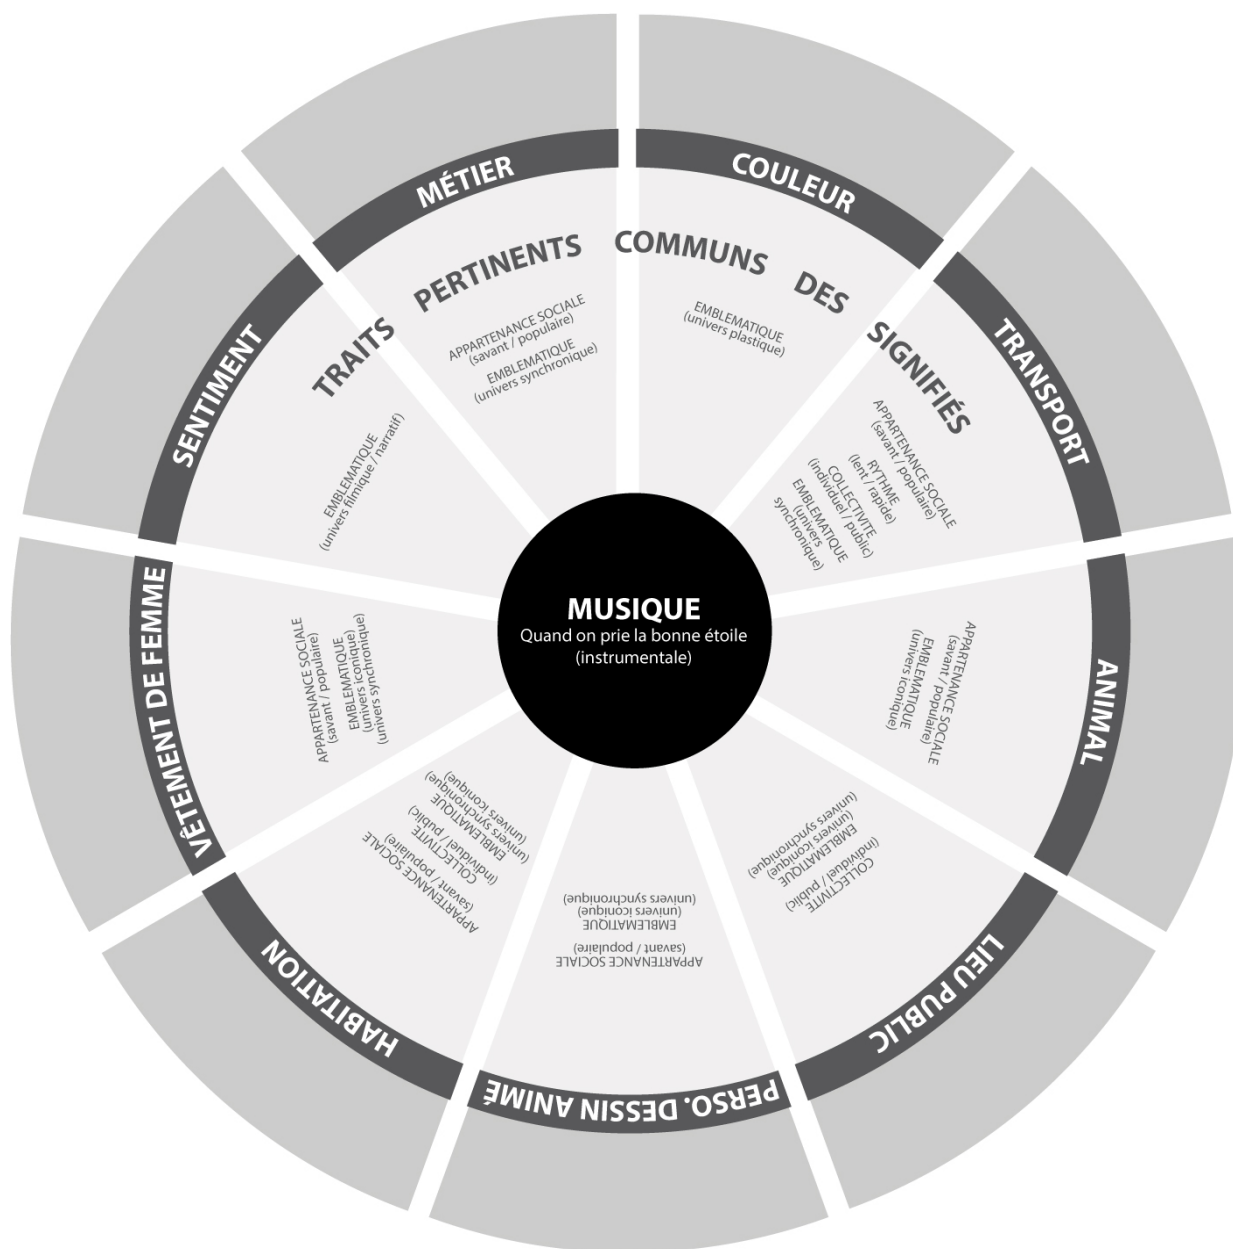 MÉTIER
COULEUR
TRANSPORT
ANIMAL
LIEU PUBLIC
PERSO. DESSIN ANIMÉ
HABITATION
VÊTEMENT DE FEMME
SENTIMENT
TRAITS PERTINENTS COMMUNS DES SIGNIFIÉS
APPARTENANCE SOCIALE
(savant / populaire)
EMBLEMATIQUE
(univers synchronique)
EMBLEMATIQUE
(univers plastique)
APPARTENANCE SOCIALE
(savant / populaire)
RYTHME
(lent / rapide)
COLLECTIVITE
(individuel / public)
EMBLEMATIQUE
(univers
synchronique)
APPARTENANCE SOCIALE
(savant / populaire)
EMBLEMATIQUE
(univers iconique)
COLLECTIVITE
(individuel / public)
EMBLEMATIQUE
(univers iconique)
(univers synchronique)
APPARTENANCE SOCIALE
(savant / populaire)
EMBLEMATIQUE
(univers iconique)
(univers synchronique)
APPARTENANCE SOCIALE
(savant / populaire)
COLLECTIVITE
(individuel / public)
EMBLEMATIQUE
(univers synchronique)
(univers iconique)
APPARTENANCE SOCIALE
(savant / populaire)
EMBLEMATIQUE
(univers iconique)
(univers synchronique)
EMBLEMATIQUE
(univers filmique / narratif)
MUSIQUE
Quand on prie la bonne étoile
(instrumentale)